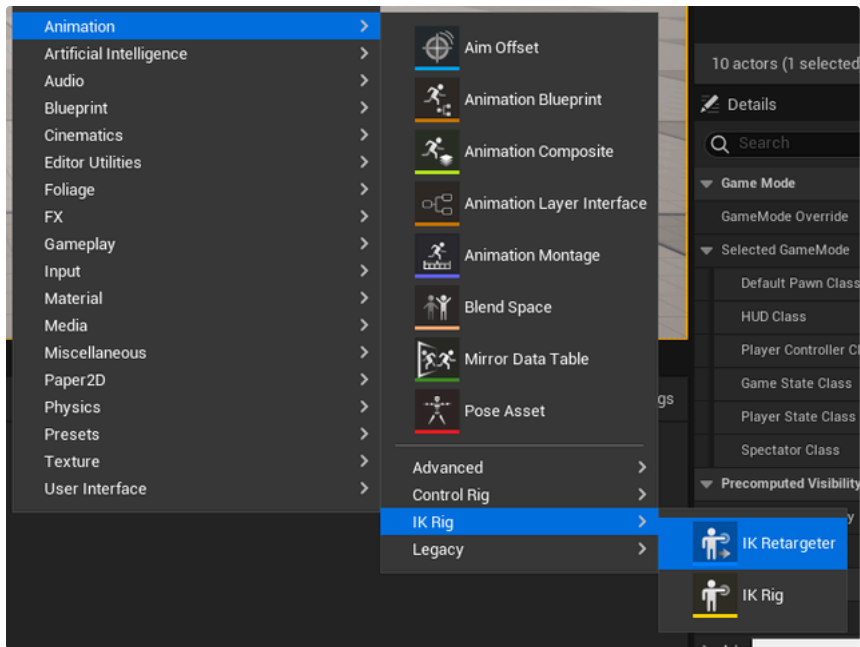 Animation
Artificial Intelligence
Audio
Blueprint
Cinematics
Editor Utilities
Foliage
FX
Gameplay
Input
Material
Media
Miscellaneous
Paper2D
Physics
Presets
Texture
User Interface
Aim Offset
Animation Blueprint
Animation Composite
Animation Layer Interface
Animation Montage
Blend Space
Mirror Data Table
Pose Asset
Advanced
Control Rig
IK Rig
Legacy
IK Retargeter
IK Rig
gs
10 actors (1 selected
Details
Search
Game Mode
GameMode Override
Selected GameMode
Default Pawn Class
HUD Class
Player Controller Cl
Game State Class
Player State Class
Spectator Class
Precomputed Visibility
y